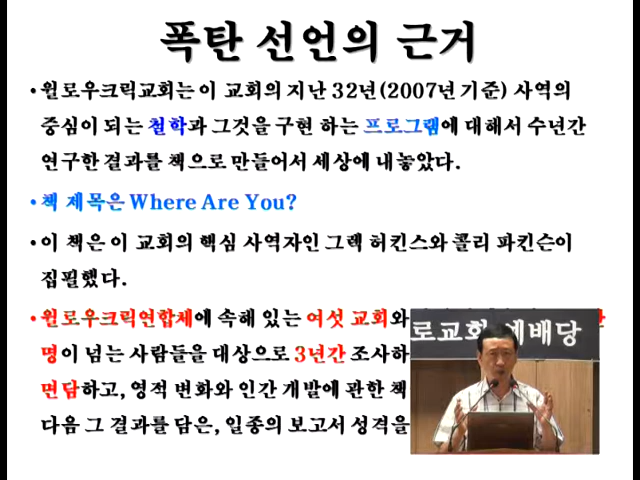 폭탄 선언의 근거
• 윌로우크릭교회는 이 교회의 지난 32년(2007년 기준) 사역의
중심이 되는 철학과 그것을 구현 하는 프로그램에 대해서 수년간
연구한 결과를 책으로 만들어서 세상에 내놓았다.
• 책 제목은 Where Are You?
• 이 책은 이 교회의 핵심 사역자인 그렉 허킨스와 콜리 파킨슨이
집필했다.
• 윌로우크릭연합체에 속해 있는 여섯 교회와
명이 넘는 사람들을 대상으로 3년간 조사하
면담하고, 영적 변화와 인간 개발에 관한 책
다음 그 결과를 담은, 일종의 보고서 성격을
로교회 예배당